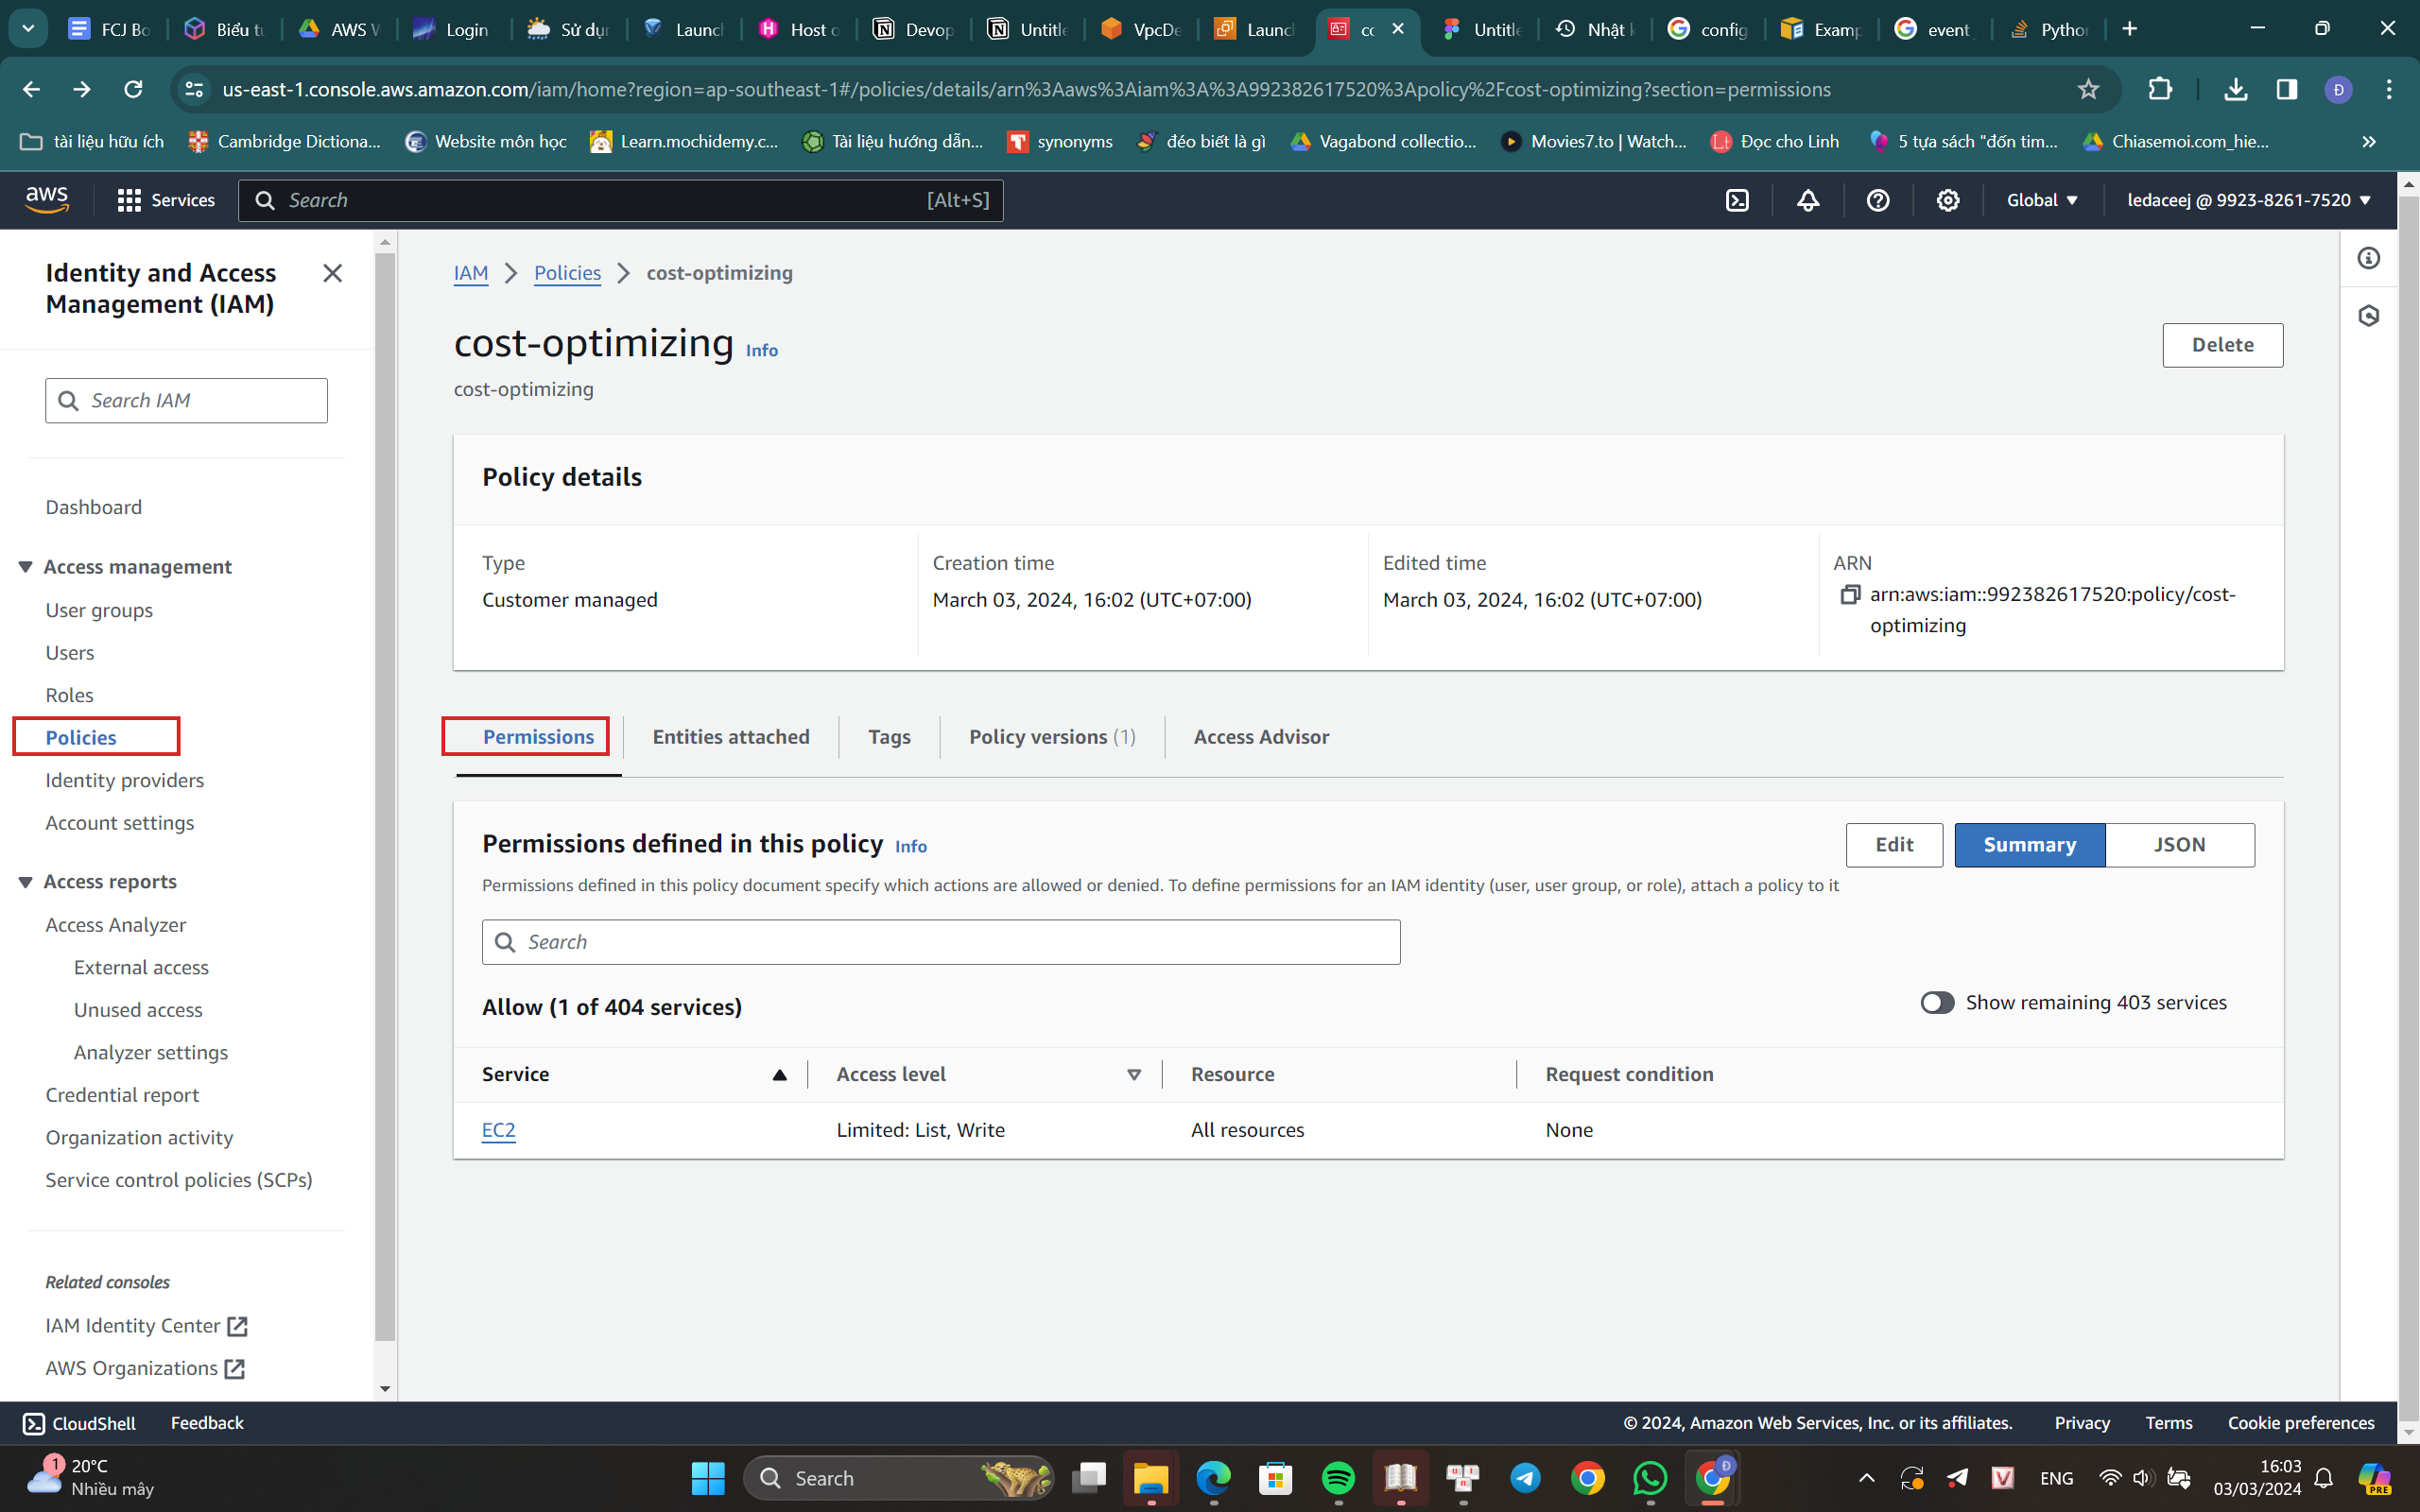 FCJ Bo
Biểu tư
AWS V
Login
Sử dụn
Launch
Host o
Devop
Untitle
VpcDe
Launch
Untitle
Nhật k
config
Examp
event
Python
us-east-1.console.aws.amazon.com/iam/home?region=ap-southeast-1#/policies/details/arn%3Aaws%3Aiam%3A%3A992382617520%3Apolicy%2Fcost-optimizing?section=permissions
Đ
tài liệu hữu ích
Cambridge Dictiona...
Website môn học
Learn.mochidemy.c...
Tài liệu hướng dẫn...
synonyms
đéo biết là gì
Vagabond collectio...
Movies7.to | Watch...
Đọc cho Linh
5 tựa sách "đốn tim...
Chiasemoi.com_hie...
aws
Services
Search
[Alt+S]
Global
ledaceej @ 9923-8261-7520
Identity and Access
Management (IAM)
Search IAM
Dashboard
Access management
User groups
Users
Roles
Policies
Identity providers
Account settings
Access reports
Access Analyzer
External access
Unused access
Analyzer settings
Credential report
Organization activity
Service control policies (SCPs)
Related consoles
IAM Identity Center
AWS Organizations
IAM
Policies
cost-optimizing
cost-optimizing Info
Delete
cost-optimizing
Policy details
Type
Customer managed
Creation time
March 03, 2024, 16:02 (UTC+07:00)
Edited time
March 03, 2024, 16:02 (UTC+07:00)
ARN
arn:aws:iam::992382617520:policy/cost-
optimizing
Permissions
Entities attached
Tags
Policy versions (1)
Access Advisor
Permissions defined in this policy Info
Edit
Summary
JSON
Permissions defined in this policy document specify which actions are allowed or denied. To define permissions for an IAM identity (user, user group, or role), attach a policy to it
Search
Allow (1 of 404 services)
Show remaining 403 services
Service
Access level
Resource
Request condition
EC2
Limited: List, Write
All resources
None
CloudShell
Feedback
© 2024, Amazon Web Services, Inc. or its affiliates.
Privacy
Terms
Cookie preferences
1
20°C
Nhiều mây
Search
Đ
ENG
16:03
03/03/2024
PRE